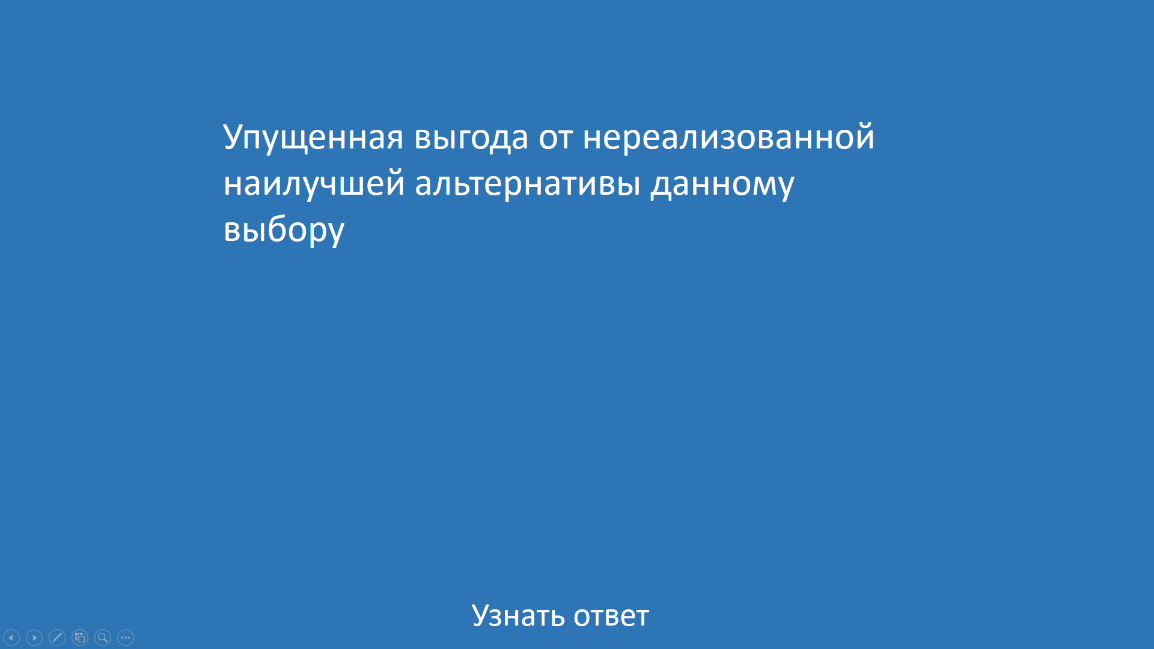 Упущенная выгода от нереализованной
наилучшей альтернативы данному
выбору
Узнать ответ